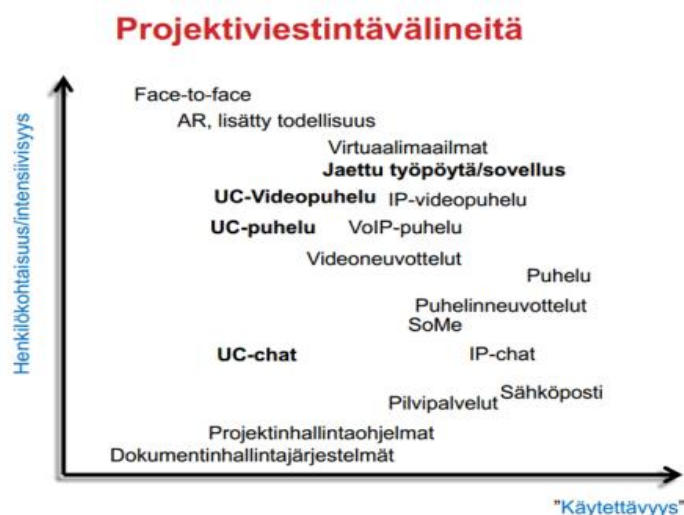 Projektiviestintävälineitä
Henkilökohtaisuus/intensiivisyys
Face-to-face
AR, lisätty todellisuus
Virtuaalimaailmat
Jaettu työpöytä/sovellus
UC-Videopuhelu IP-videopuhelu
UC-puhelu VoIP-puhelu
Videoneuvottelut
Puhelu
Puhelinneuvottelut
SoMe
UC-chat IP-chat
Sähköposti
Pilvipalvelut
Projektinhallintaohjelmat
Dokumentinhallintajärjestelmät
"Käytettävyys"